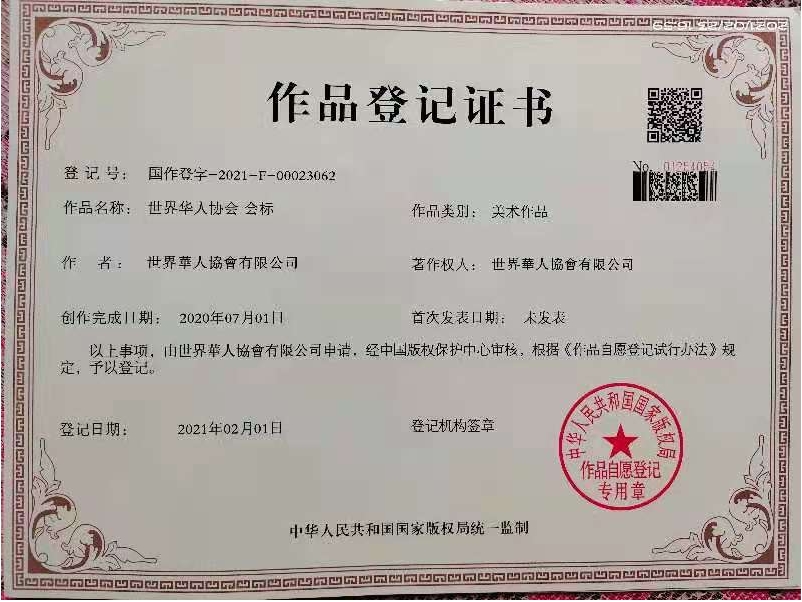 作品登记证书
No. 01254054
登 记 号： 国作登字-2021-F-00023062
作品名称： 世界华人协会 会标
作品类别： 美术作品
作 者： 世界華人協會有限公司
著作权人： 世界華人協會有限公司
创作完成日期： 2020年07月01日
首次发表日期： 未发表
以上事项，由世界華人協會有限公司申请，经中国版权保护中心审核，根据《作品自愿登记试行办法》规
定，予以登记。
登记日期： 2021年02月01日
登记机构签章
中华人民共和国国家版权局
作品自愿登记
专用章
中华人民共和国国家版权局统一监制